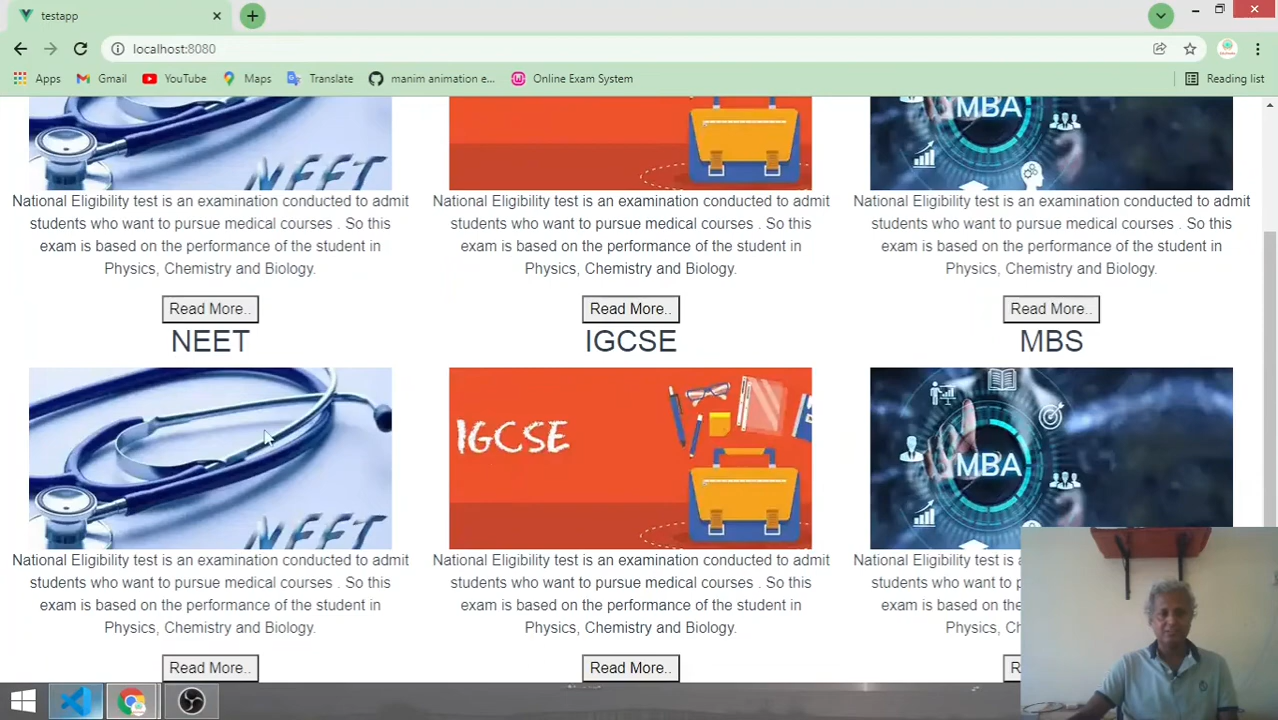 testapp
localhost:8080
Apps Gmail YouTube Maps Translate manim animation e... Online Exam System Reading list
NEET MBA
National Eligibility test is an examination conducted to admit students who want to pursue medical courses . So this exam is based on the performance of the student in Physics, Chemistry and Biology.
National Eligibility test is an examination conducted to admit students who want to pursue medical courses . So this exam is based on the performance of the student in Physics, Chemistry and Biology.
National Eligibility test is an examination conducted to admit students who want to pursue medical courses . So this exam is based on the performance of the student in Physics, Chemistry and Biology.
Read More.. Read More.. Read More..
NEET IGCSE MBS
IGCSE MBA
NEET
National Eligibility test is an examination conducted to admit students who want to pursue medical courses . So this exam is based on the performance of the student in Physics, Chemistry and Biology.
National Eligibility test is an examination conducted to admit students who want to pursue medical courses . So this exam is based on the performance of the student in Physics, Chemistry and Biology.
National Eligibility test is an
students who want to p
exam is based on the
Physics,
Read More.. Read More..